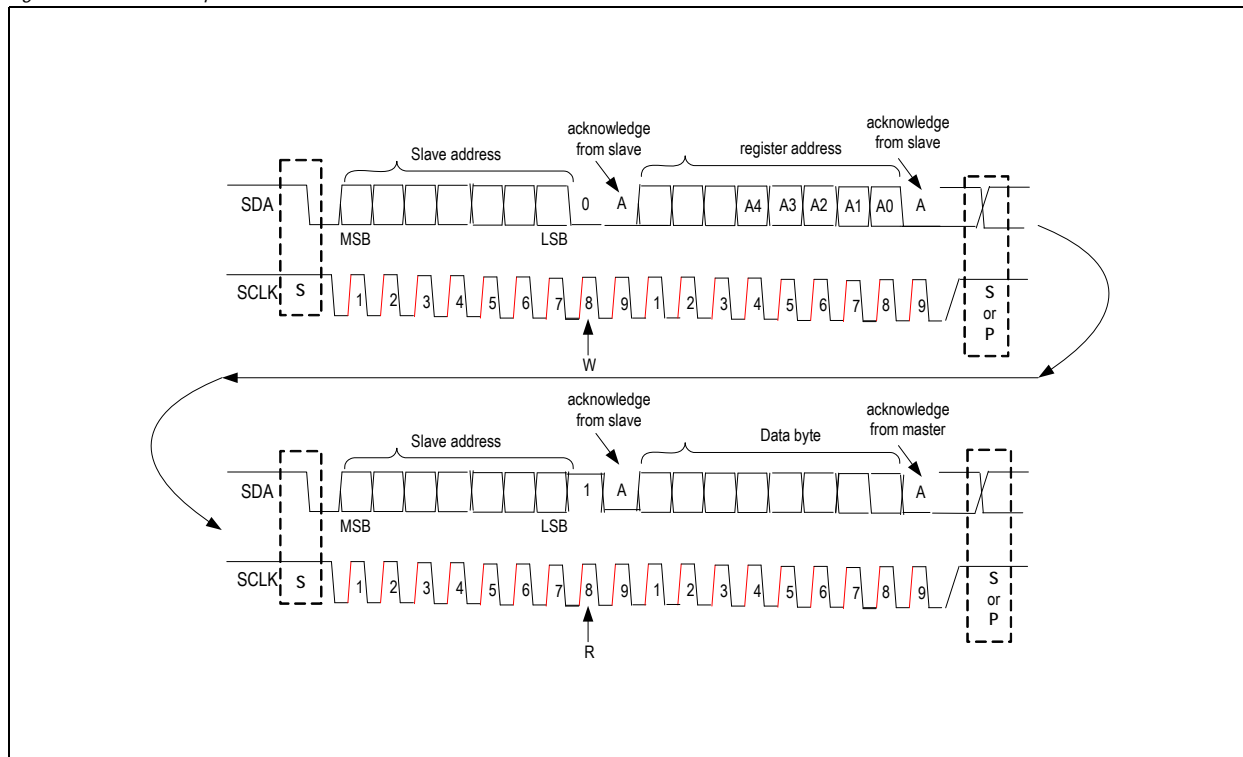 acknowledge
from slave
Slave address
register address
acknowledge
from slave
SDA
0 A A4 A3 A2 A1 A0 A
MSB LSB
SCLK S 1 2 3 4 5 6 7 8 9 1 2 3 4 5 6 7 8 9
S
or
P
W
acknowledge
from slave
Slave address
Data byte
acknowledge
from master
SDA
1 A A
MSB LSB
SCLK S 1 2 3 4 5 6 7 8 9 1 2 3 4 5 6 7 8 9
S
or
P
R